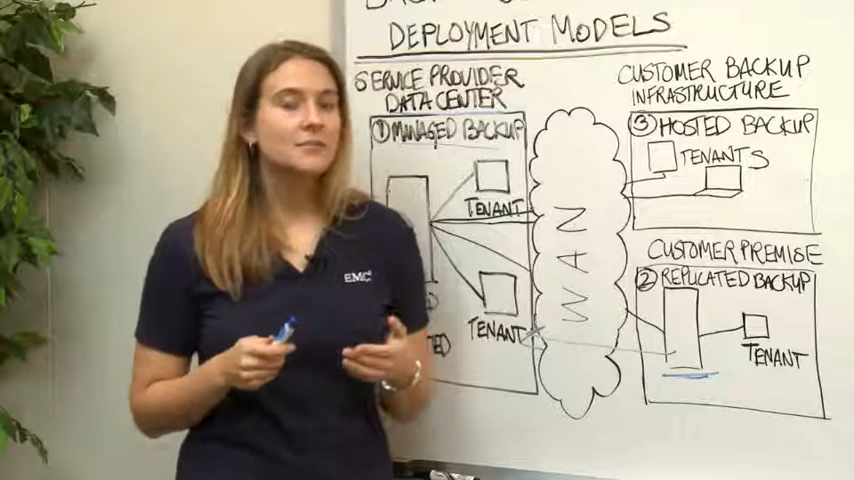 DEPLOYMENT MODELS
SERVICE PROVIDER
DATA CENTER
① MANAGED BACKUP
TENANT
TENANT
EMC²
WAN
CUSTOMER BACKUP
INFRASTRUCTURE
③ HOSTED BACKUP
TENANTS
CUSTOMER PREMISE
② REPLICATED BACKUP
TENANT